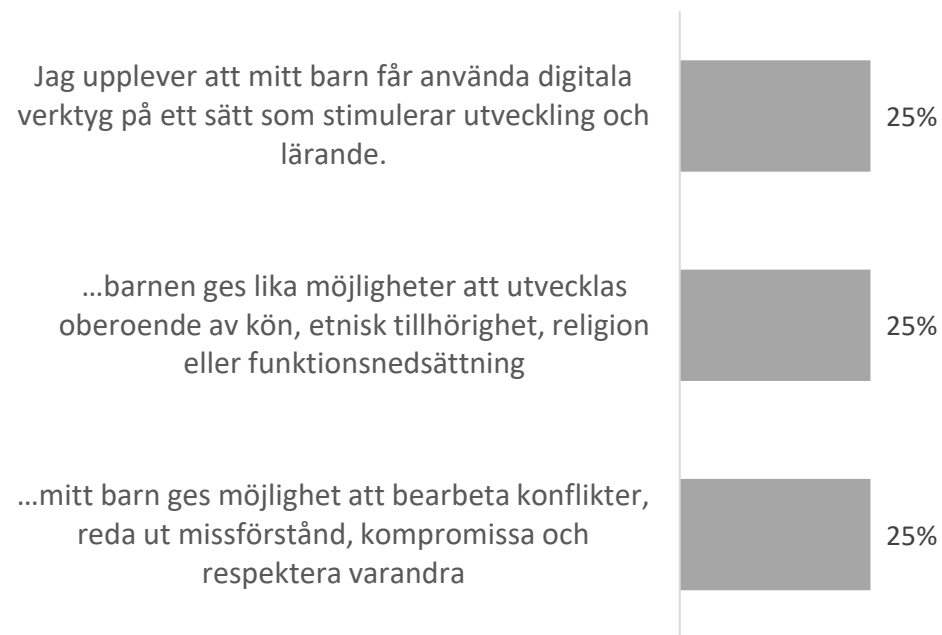 Jag upplever att mitt barn får använda digitala
verktyg på ett sätt som stimulerar utveckling och
lärande.
25%
...barnen ges lika möjligheter att utvecklas
oberoende av kön, etnisk tillhörighet, religion
eller funktionsnedsättning
25%
...mitt barn ges möjlighet att bearbeta konflikter,
reda ut missförstånd, kompromissa och
respektera varandra
25%